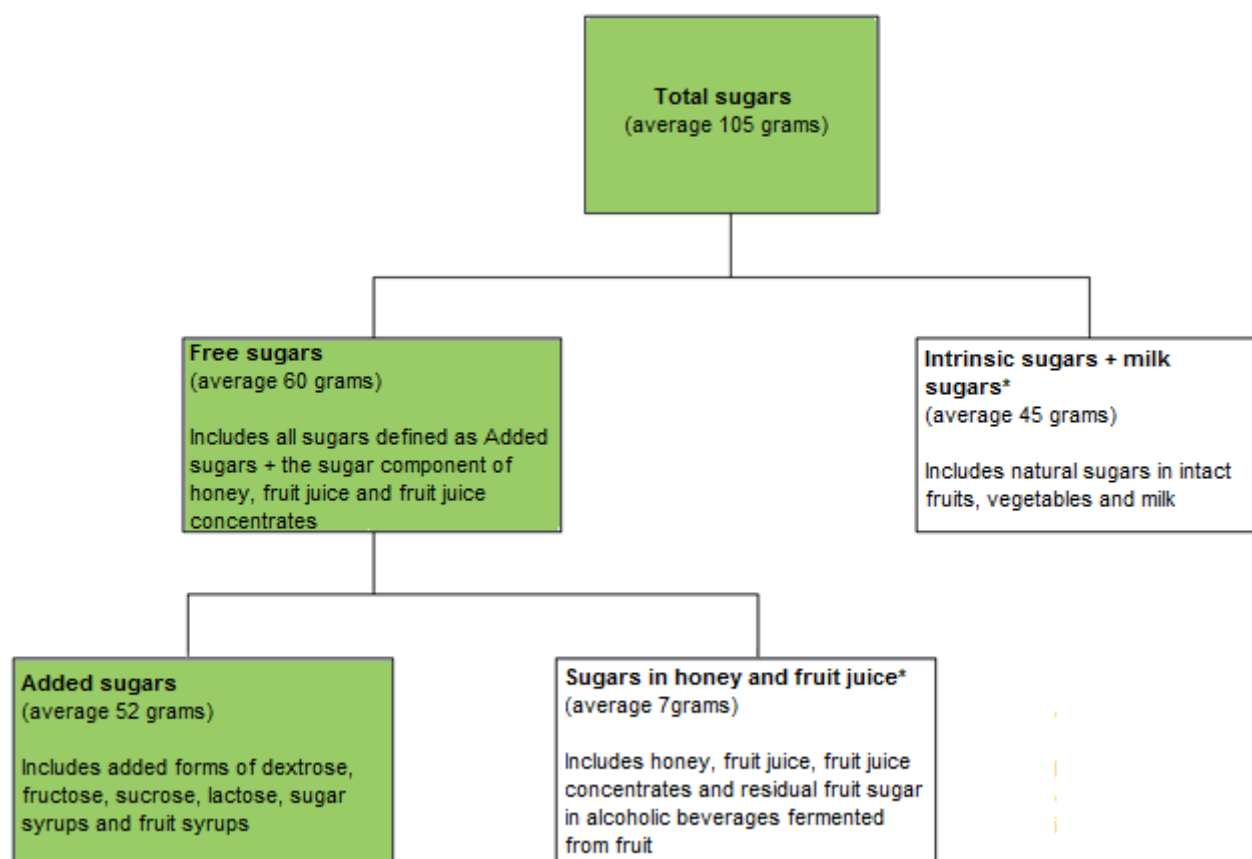 Total sugars
(average 105 grams)
Free sugars
(average 60 grams)
Includes all sugars defined as Added
sugars + the sugar component of
honey, fruit juice and fruit juice
concentrates
Intrinsic sugars + milk
sugars*
(average 45 grams)
Includes natural sugars in intact
fruits, vegetables and milk
Added sugars
(average 52 grams)
Includes added forms of dextrose,
fructose, sucrose, lactose, sugar
syrups and fruit syrups
Sugars in honey and fruit juice*
(average 7grams)
Includes honey, fruit juice, fruit juice
concentrates and residual fruit sugar
in alcoholic beverages fermented
from fruit